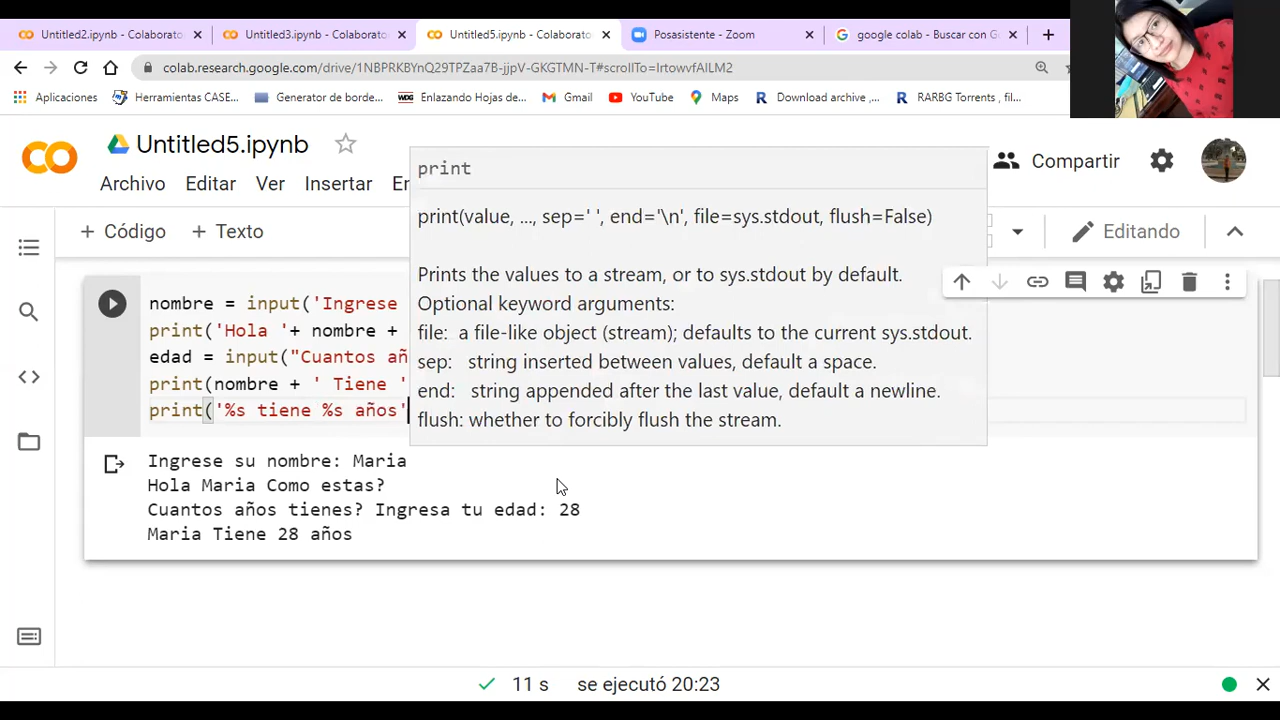 Untitled2.ipynb - Colaborato
Untitled3.ipynb - Colaborato
Untitled5.ipynb - Colaborato
Posasistente - Zoom
google colab - Buscar con G
colab.research.google.com/drive/1NBPRKBmQ29TPZaa7B-jjpV-GKGTMN-T#scrollTo=IrtowvfAILM2
Aplicaciones
Herramientas CASE...
Generador de borde...
Enlazando Hojas de...
Gmail
YouTube
Maps
Download archive ,...
RARBG Torrents , fil...
Untitled5.ipynb
Archivo Editar Ver Insertar
Compartir
+ Código + Texto
Editando
print
print(value, ..., sep=' ', end='\n', file=sys.stdout, flush=False)
Prints the values to a stream, or to sys.stdout by default.
Optional keyword arguments:
file: a file-like object (stream); defaults to the current sys.stdout.
sep: string inserted between values, default a space.
end: string appended after the last value, default a newline.
flush: whether to forcibly flush the stream.
nombre = input('Ingrese
print('Hola '+ nombre +
edad = input("Cuantos añ
print(nombre + ' Tiene '
print('%s tiene %s años'
Ingrese su nombre: Maria
Hola Maria Como estas?
Cuantos años tienes? Ingresa tu edad: 28
Maria Tiene 28 años
11 s se ejecutó 20:23